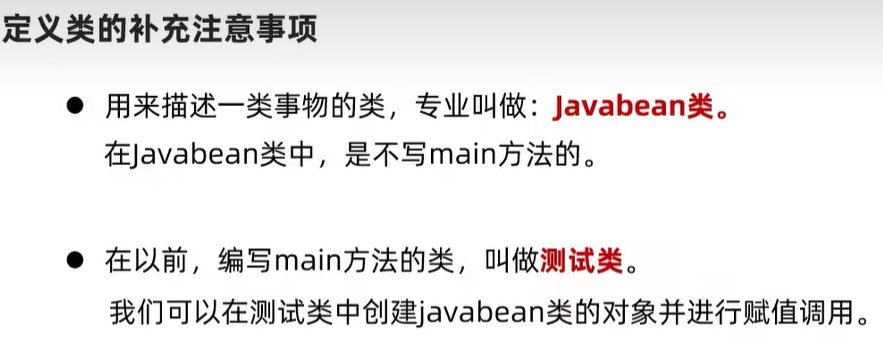 定义类的补充注意事项
● 用来描述一类事物的类，专业叫做：Javabean类。
在Javabean类中，是不写main方法的。
● 在以前，编写main方法的类，叫做测试类。
我们可以在测试类中创建javabean类的对象并进行赋值调用。